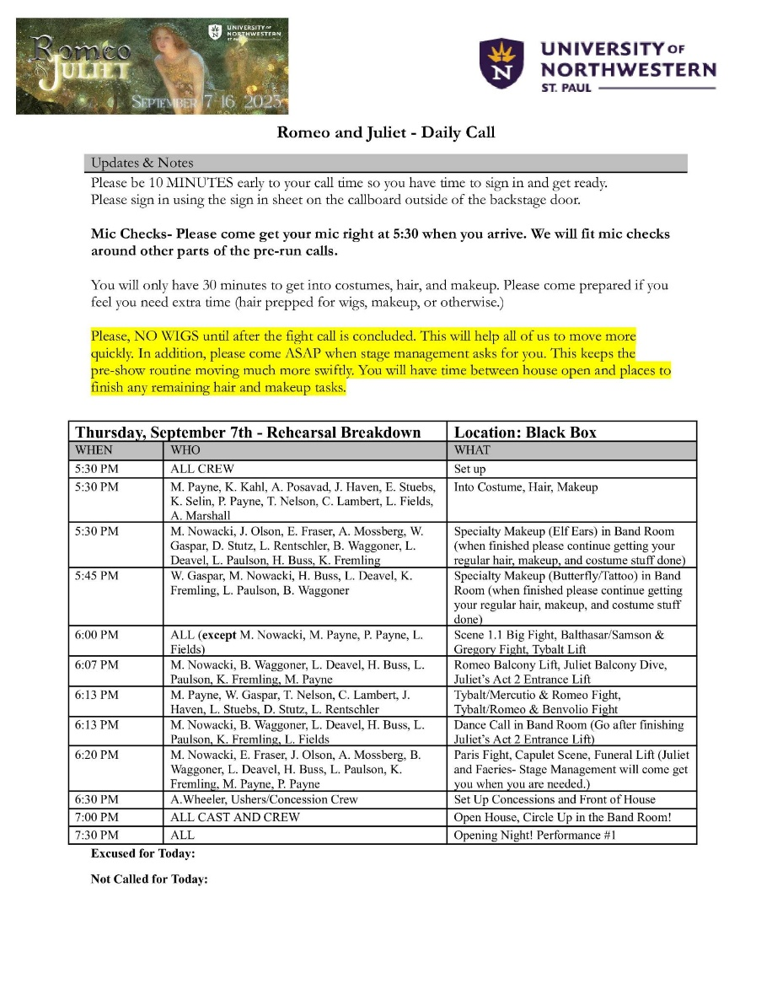 Romeo
& JULIET
UNIVERSITY OF
NORTHWESTERN
ST. PAUL
SEPTEMBER 7-16, 2023
N
UNIVERSITY OF
NORTHWESTERN
ST. PAUL
Romeo and Juliet - Daily Call
Updates & Notes
Please be 10 MINUTES early to your call time so you have time to sign in and get ready.
Please sign in using the sign in sheet on the callboard outside of the backstage door.
Mic Checks- Please come get your mic right at 5:30 when you arrive. We will fit mic checks
around other parts of the pre-run calls.
You will only have 30 minutes to get into costumes, hair, and makeup. Please come prepared if you
feel you need extra time (hair prepped for wigs, makeup, or otherwise.)
Please, NO WIGS until after the fight call is concluded. This will help all of us to move more
quickly. In addition, please come ASAP when stage management asks for you. This keeps the
pre-show routine moving much more swiftly. You will have time between house open and places to
finish any remaining hair and makeup tasks.
Thursday, September 7th - Rehearsal Breakdown Location: Black Box
WHEN WHO WHAT
5:30 PM ALL CREW Set up
5:30 PM M. Payne, K. Kahl, A. Posavad, J. Haven, E. Stuebs, Into Costume, Hair, Makeup
K. Selin, P. Payne, T. Nelson, C. Lambert, L. Fields,
A. Marshall
5:30 PM M. Nowacki, J. Olson, E. Fraser, A. Mossberg, W. Specialty Makeup (Elf Ears) in Band Room
Gaspar, D. Stutz, L. Rentschler, B. Waggoner, L. (when finished please continue getting your
Deavel, L. Paulson, H. Buss, K. Fremling regular hair, makeup, and costume stuff done)
5:45 PM W. Gaspar, M. Nowacki, H. Buss, L. Deavel, K. Specialty Makeup (Butterfly/Tattoo) in Band
Fremling, L. Paulson, B. Waggoner Room (when finished please continue getting
your regular hair, makeup, and costume stuff
done)
6:00 PM ALL (except M. Nowacki, M. Payne, P. Payne, L. Scene 1.1 Big Fight, Balthasar/Samson &
Fields) Gregory Fight, Tybalt Lift
6:07 PM M. Nowacki, B. Waggoner, L. Deavel, H. Buss, L. Romeo Balcony Lift, Juliet Balcony Dive,
Paulson, K. Fremling, M. Payne Juliet's Act 2 Entrance Lift
6:13 PM M. Payne, W. Gaspar, T. Nelson, C. Lambert, J. Tybalt/Mercutio & Romeo Fight,
Haven, L. Stuebs, D. Stutz, L. Rentschler Tybalt/Romeo & Benvolio Fight
6:13 PM M. Nowacki, B. Waggoner, L. Deavel, H. Buss, L. Dance Call in Band Room (Go after finishing
Paulson, K. Fremling, L. Fields Juliet's Act 2 Entrance Lift)
6:20 PM M. Nowacki, E. Fraser, J. Olson, A. Mossberg, B. Paris Fight, Capulet Scene, Funeral Lift (Juliet
Waggoner, L. Deavel, H. Buss, L. Paulson, K. and Faeries- Stage Management will come get
Fremling, M. Payne, P. Payne you when you are needed.)
6:30 PM A.Wheeler, Ushers/Concession Crew Set Up Concessions and Front of House
7:00 PM ALL CAST AND CREW Open House, Circle Up in the Band Room!
7:30 PM ALL Opening Night! Performance #1
Excused for Today:
Not Called for Today: